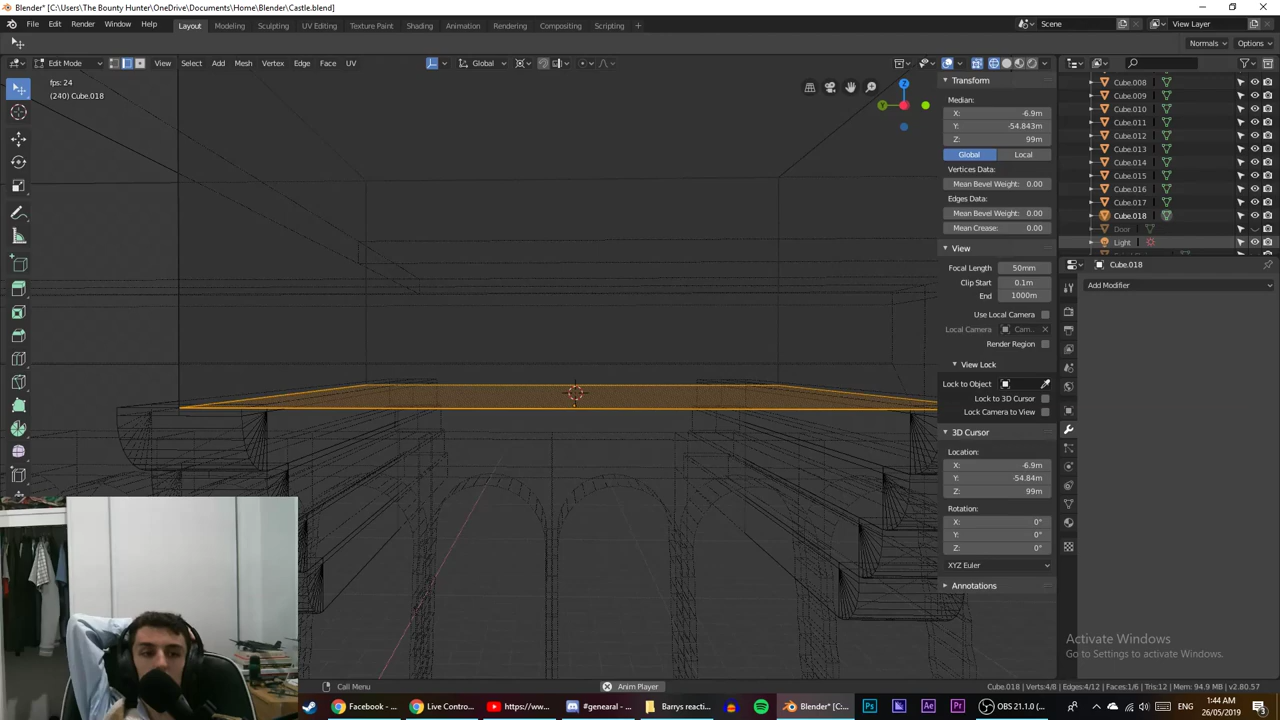 Blender* [C:\Users\The Bounty Hunter\OneDrive\Documents\Home\Blender\Castle.blend]
File Edit Render Window Help Layout Modeling Sculpting UV Editing Texture Paint Shading Animation Rendering Compositing Scripting + Scene View Layer
Normals Options
Edit Mode View Select Add Mesh Vertex Edge Face UV Global
fps: 24
(240) Cube.018
Z
Y
Transform
Median:
X: -6.9m
Y: -54.843m
Z: 99m
Global Local
Vertices Data:
Mean Bevel Weight: 0.00
Edges Data:
Mean Bevel Weight: 0.00
Mean Crease: 0.00
View
Focal Length 50mm
Clip Start 0.1m
End 1000m
Use Local Camera
Local Camera Cam...
Render Region
View Lock
Lock to Object
Lock to 3D Cursor
Lock Camera to View
3D Cursor
Location:
X: -6.9m
Y: -54.84m
Z: 99m
Rotation:
X: 0°
Y: 0°
Z: 0°
XYZ Euler
Annotations
Cube.008
Cube.009
Cube.010
Cube.011
Cube.012
Cube.013
Cube.014
Cube.015
Cube.016
Cube.017
Cube.018
Door
Light
Cube.018
Add Modifier
Activate Windows
Go to Settings to activate Windows.
Call Menu Anim Player Cube.018 | Verts:4/8 | Edges:4/12 | Faces:1/6 | Tris:12 | Mem: 94.9 MB | v2.80.57
Facebook - ... Live Contro... https://ww... #genearal - ... Barrys reacti... Blender* [C:... Ps Ae Pr OBS 21.1.0 (... 1:44 AM
26/05/2019